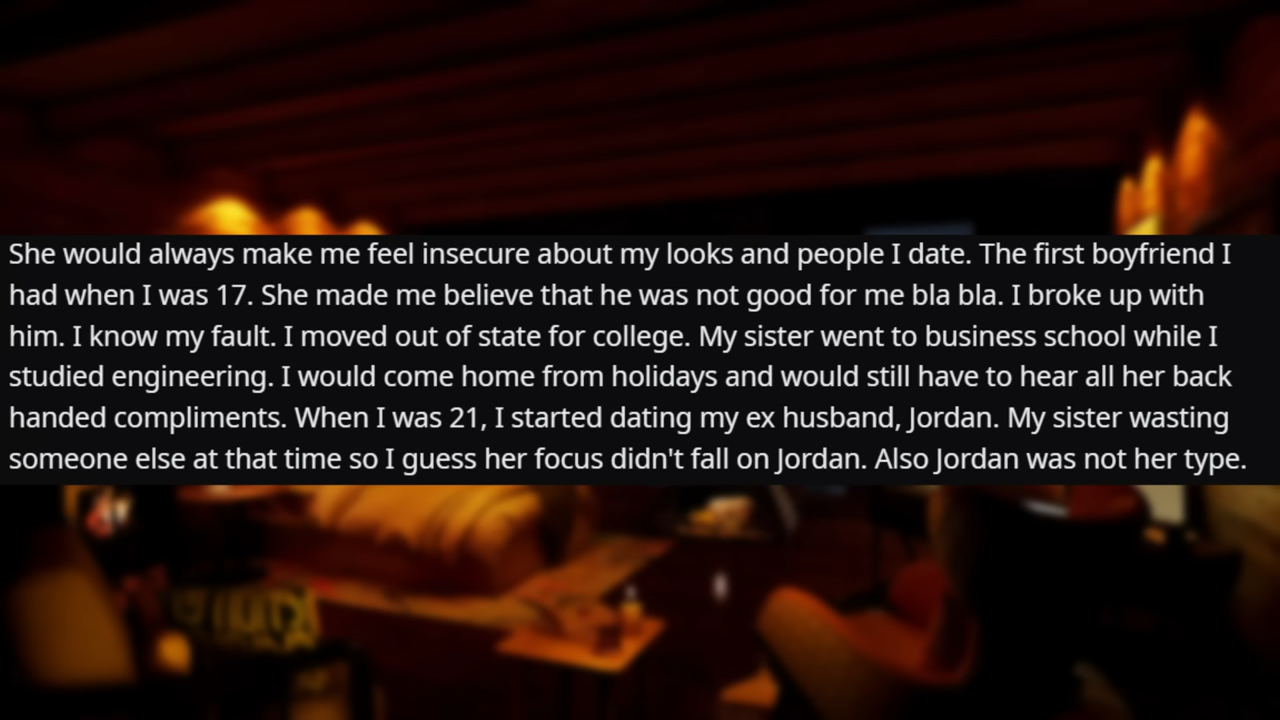 She would always make me feel insecure about my looks and people I date. The first boyfriend I
had when I was 17. She made me believe that he was not good for me bla bla. I broke up with
him. I know my fault. I moved out of state for college. My sister went to business school while I
studied engineering. I would come home from holidays and would still have to hear all her back
handed compliments. When I was 21, I started dating my ex husband, Jordan. My sister wasting
someone else at that time so I guess her focus didn't fall on Jordan. Also Jordan was not her type.